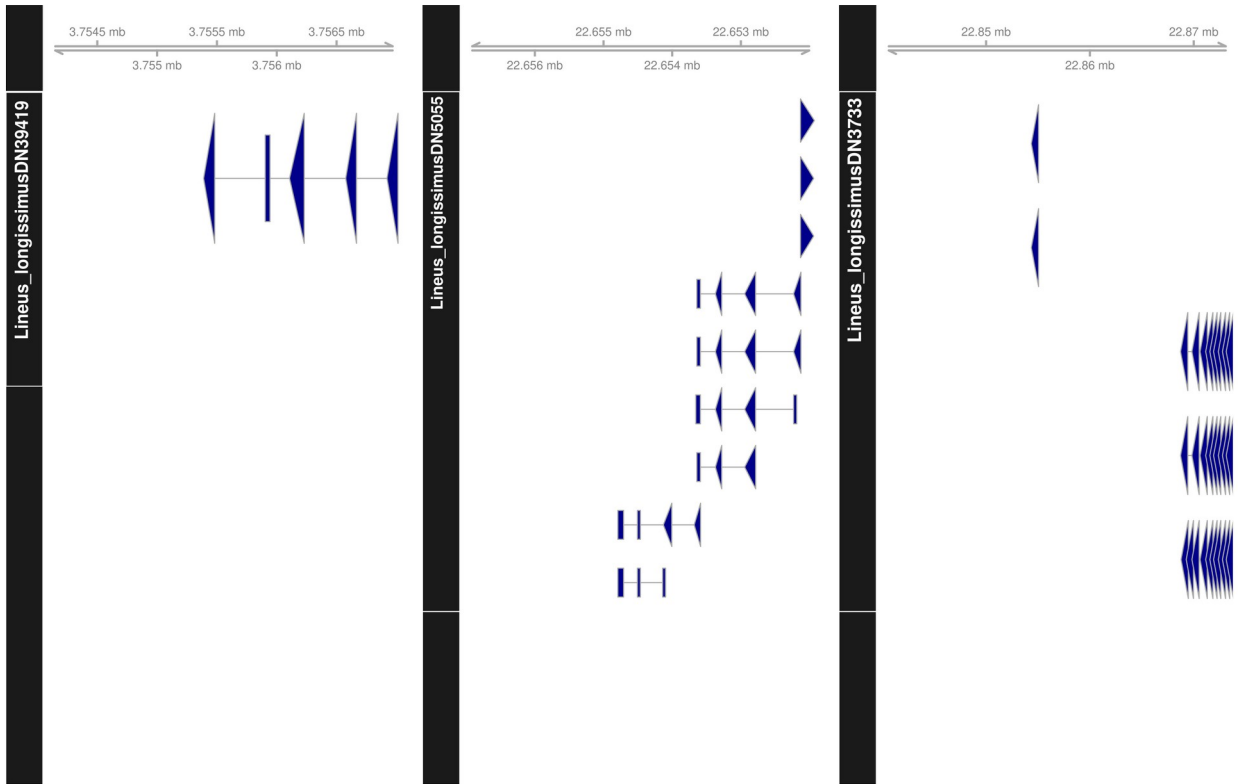 3.7545 mb
3.7555 mb
3.7565 mb
3.755 mb
3.756 mb
Lineus_longissimusDN39419
22.655 mb
22.653 mb
22.656 mb
22.654 mb
Lineus_longissimusDN5055
22.85 mb
22.87 mb
22.86 mb
Lineus_longissimusDN3733